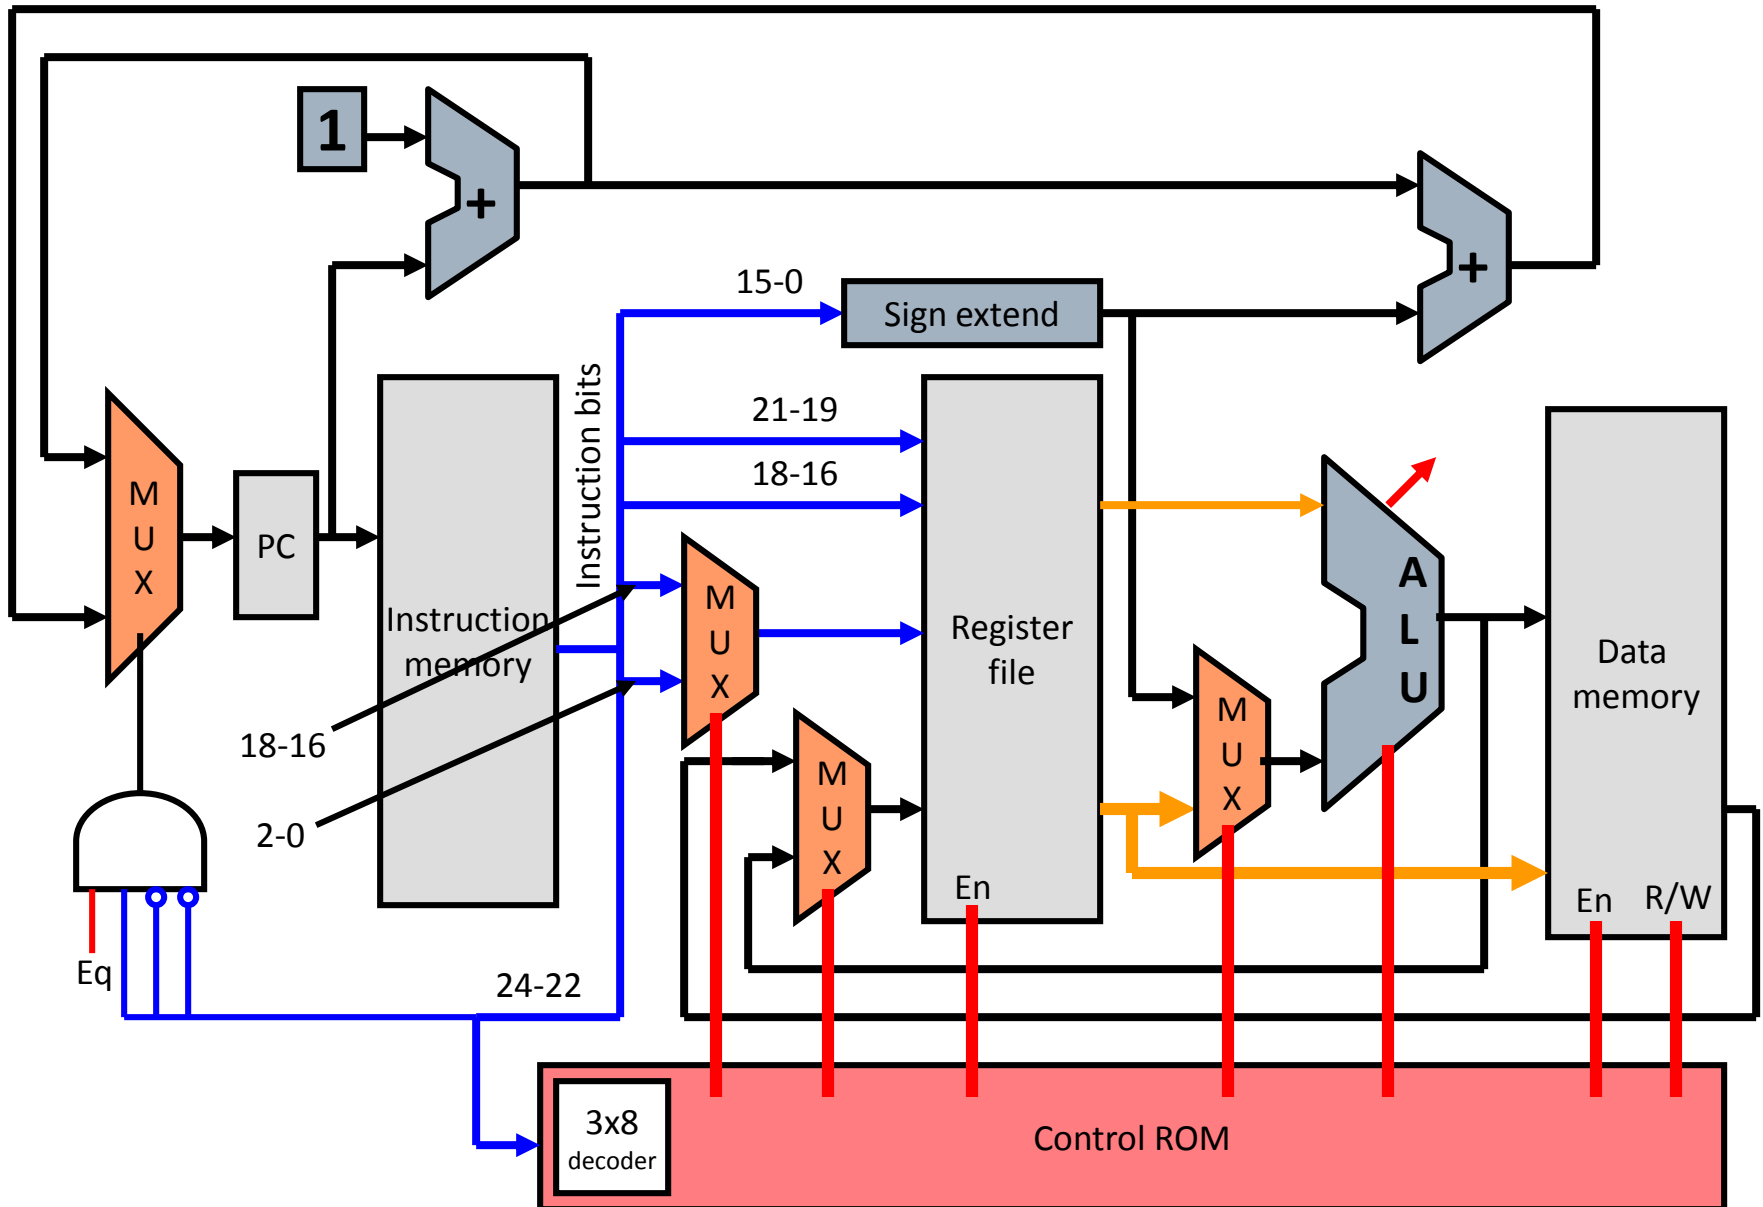 1
+
+
15-0
Sign extend
Instruction bits
21-19
18-16
M
U
X
PC
Instruction
memory
M
U
X
Register
file
A
L
U
Data
memory
M
U
X
18-16
2-0
M
U
X
En
En
R/W
Eq
24-22
3x8
decoder
Control ROM